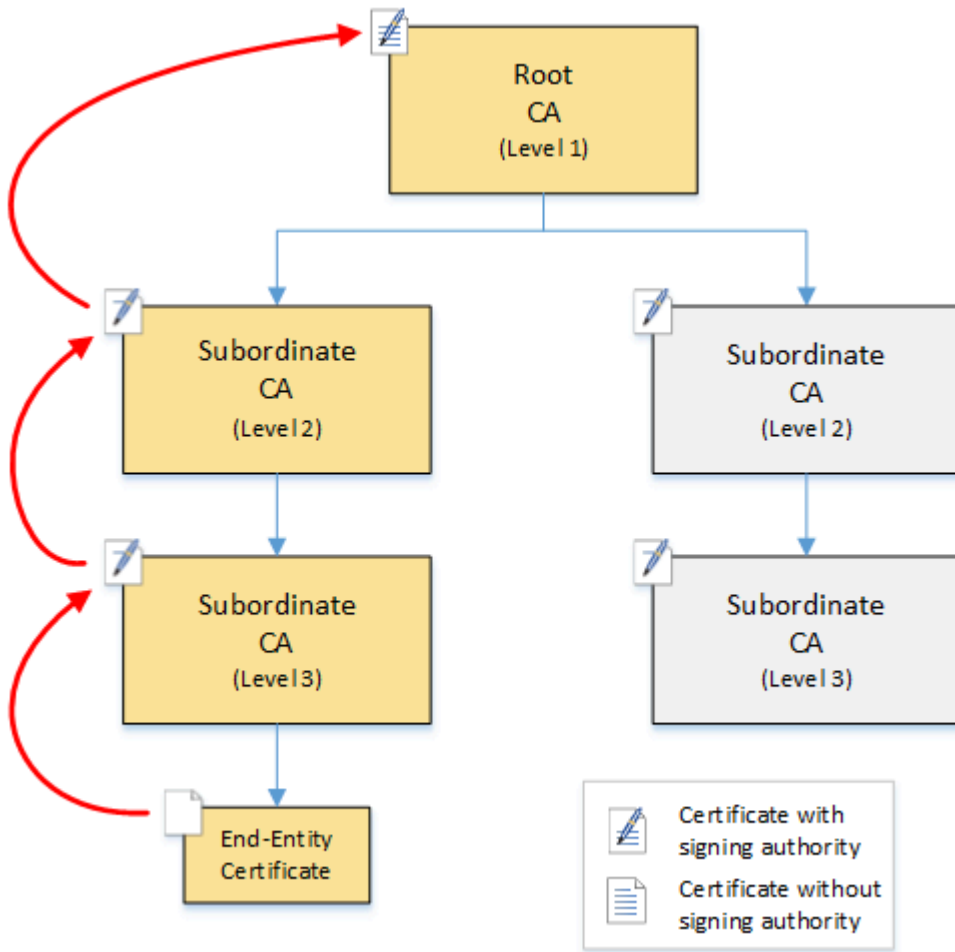 Root
CA
(Level 1)
Subordinate
CA
(Level 2)
Subordinate
CA
(Level 2)
Subordinate
CA
(Level 3)
Subordinate
CA
(Level 3)
End-Entity
Certificate
Certificate with
signing authority
Certificate without
signing authority